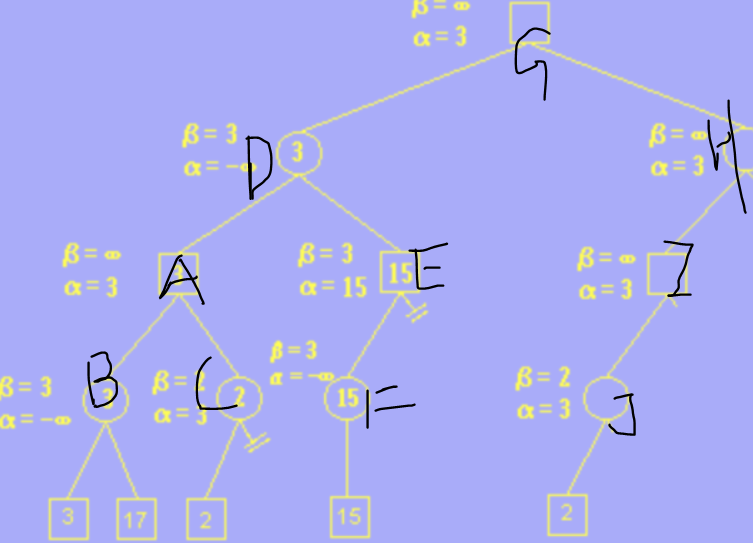 β = ∞
α = 3
G
β = 3
α = -∞
D
3
β = ∞
α = 3
H
β = ∞
α = 3
A
β = 3
α = 15
15
E
β = ∞
α = 3
I
β = 3
α = -∞
B
3
β = 2
α = 3
C
2
β = 3
α = -∞
15
F
β = 2
α = 3
J
3
17
2
15
2